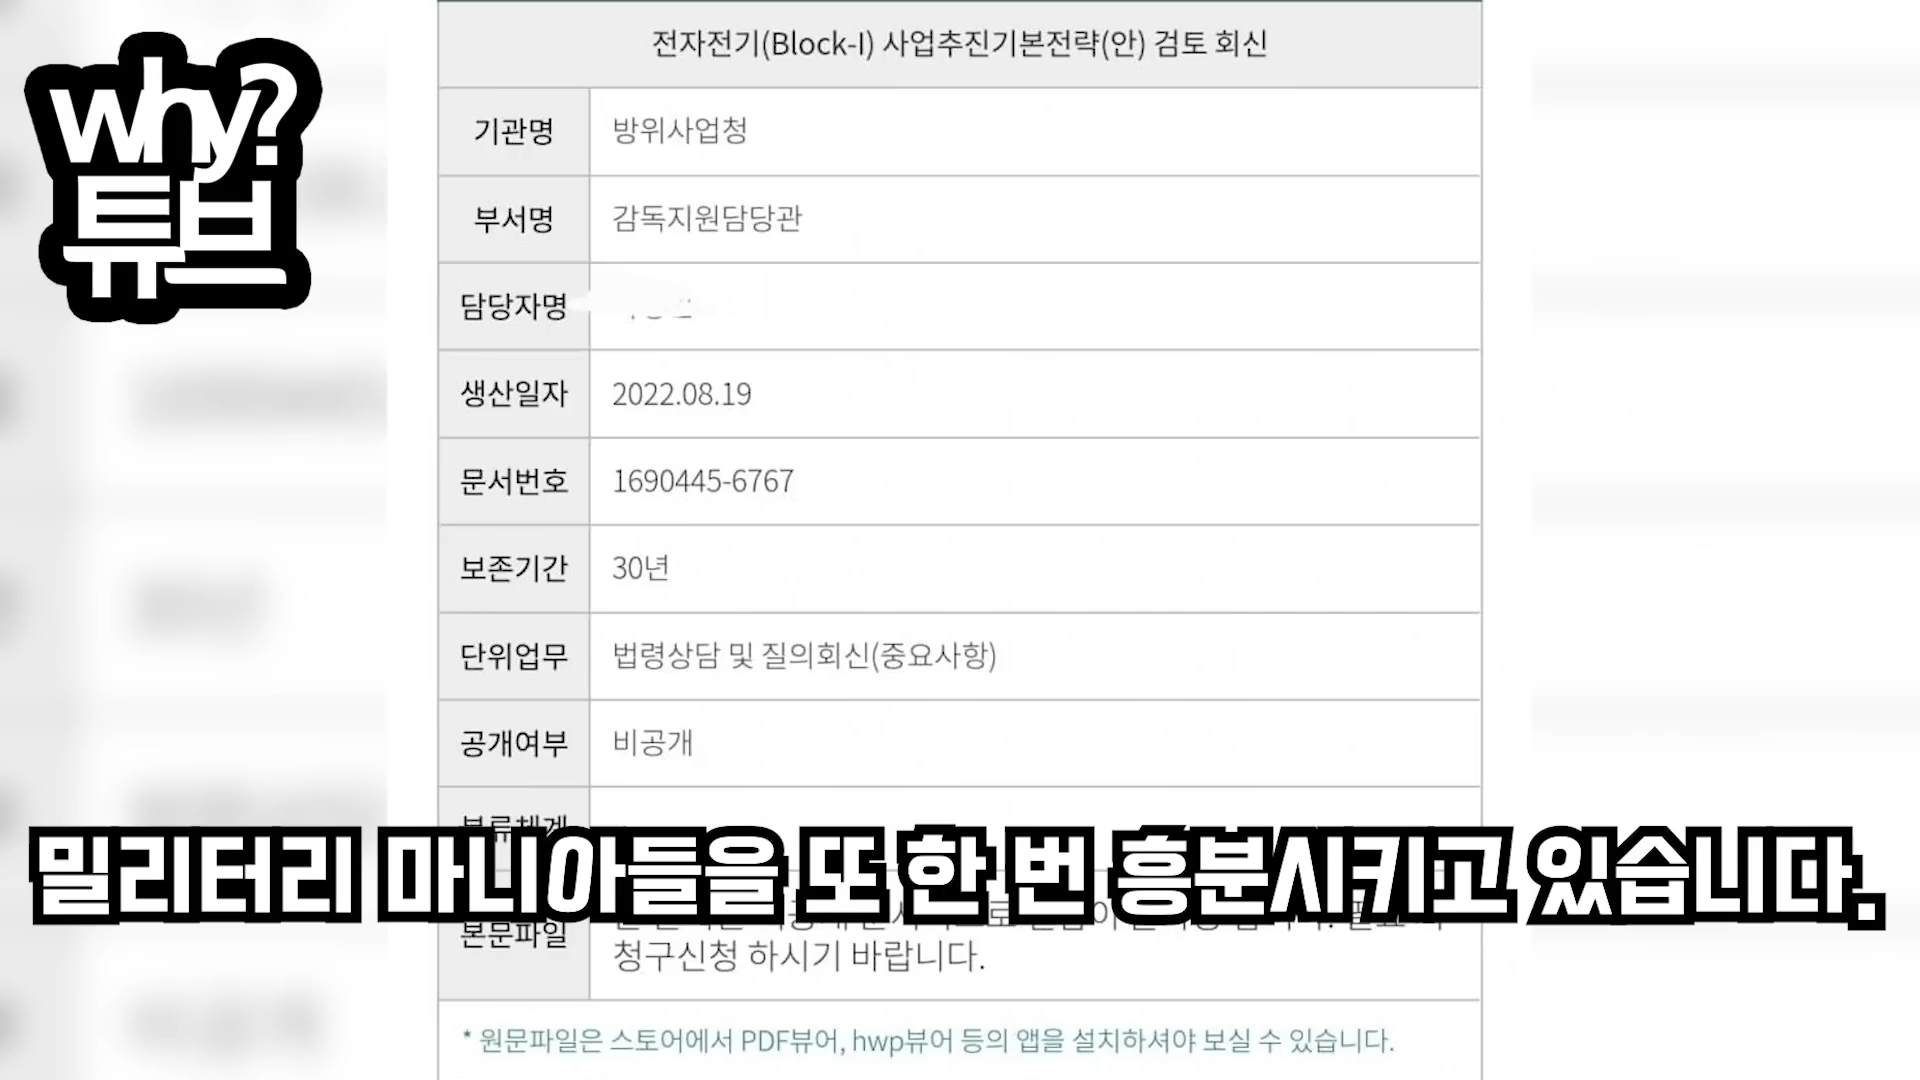 why?
튜브
전자전기(Block-I) 사업추진기본전략(안) 검토 회신
기관명 방위사업청
부서명 감독지원담당관
담당자명
생산일자 2022.08.19
문서번호 1690445-6767
보존기간 30년
단위업무 법령상담 및 질의회신(중요사항)
공개여부 비공개
분류체계
밀리터리 마니아들을 또 한 번 흥분시키고 있습니다.
본문파일
청구신청 하시기 바랍니다.
* 원문파일은 스토어에서 PDF뷰어, hwp뷰어 등의 앱을 설치하셔야 보실 수 있습니다.